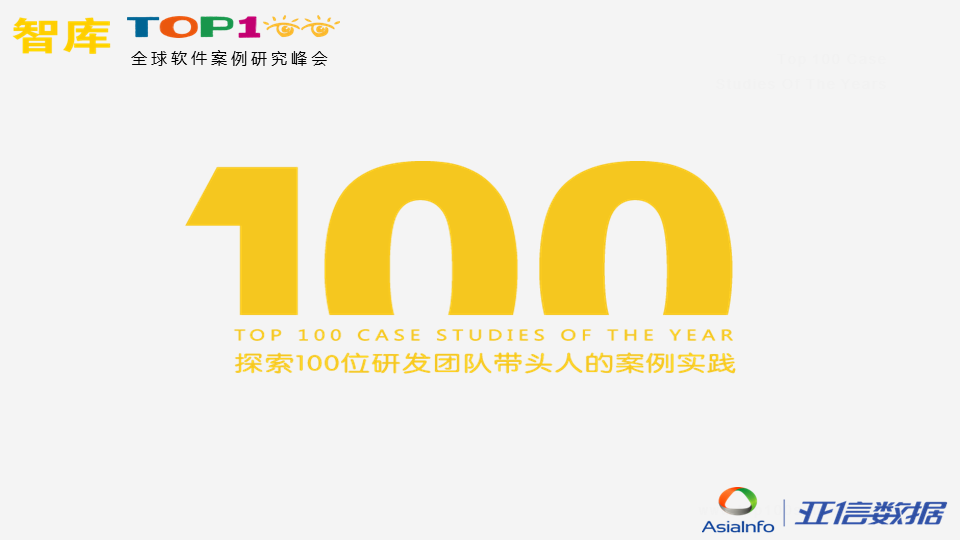 智库 TOP100
全球软件案例研究峰会
100
TOP 100 CASE STUDIES OF THE YEAR
探索100位研发团队带头人的案例实践
AsiaInfo | 亚信数据